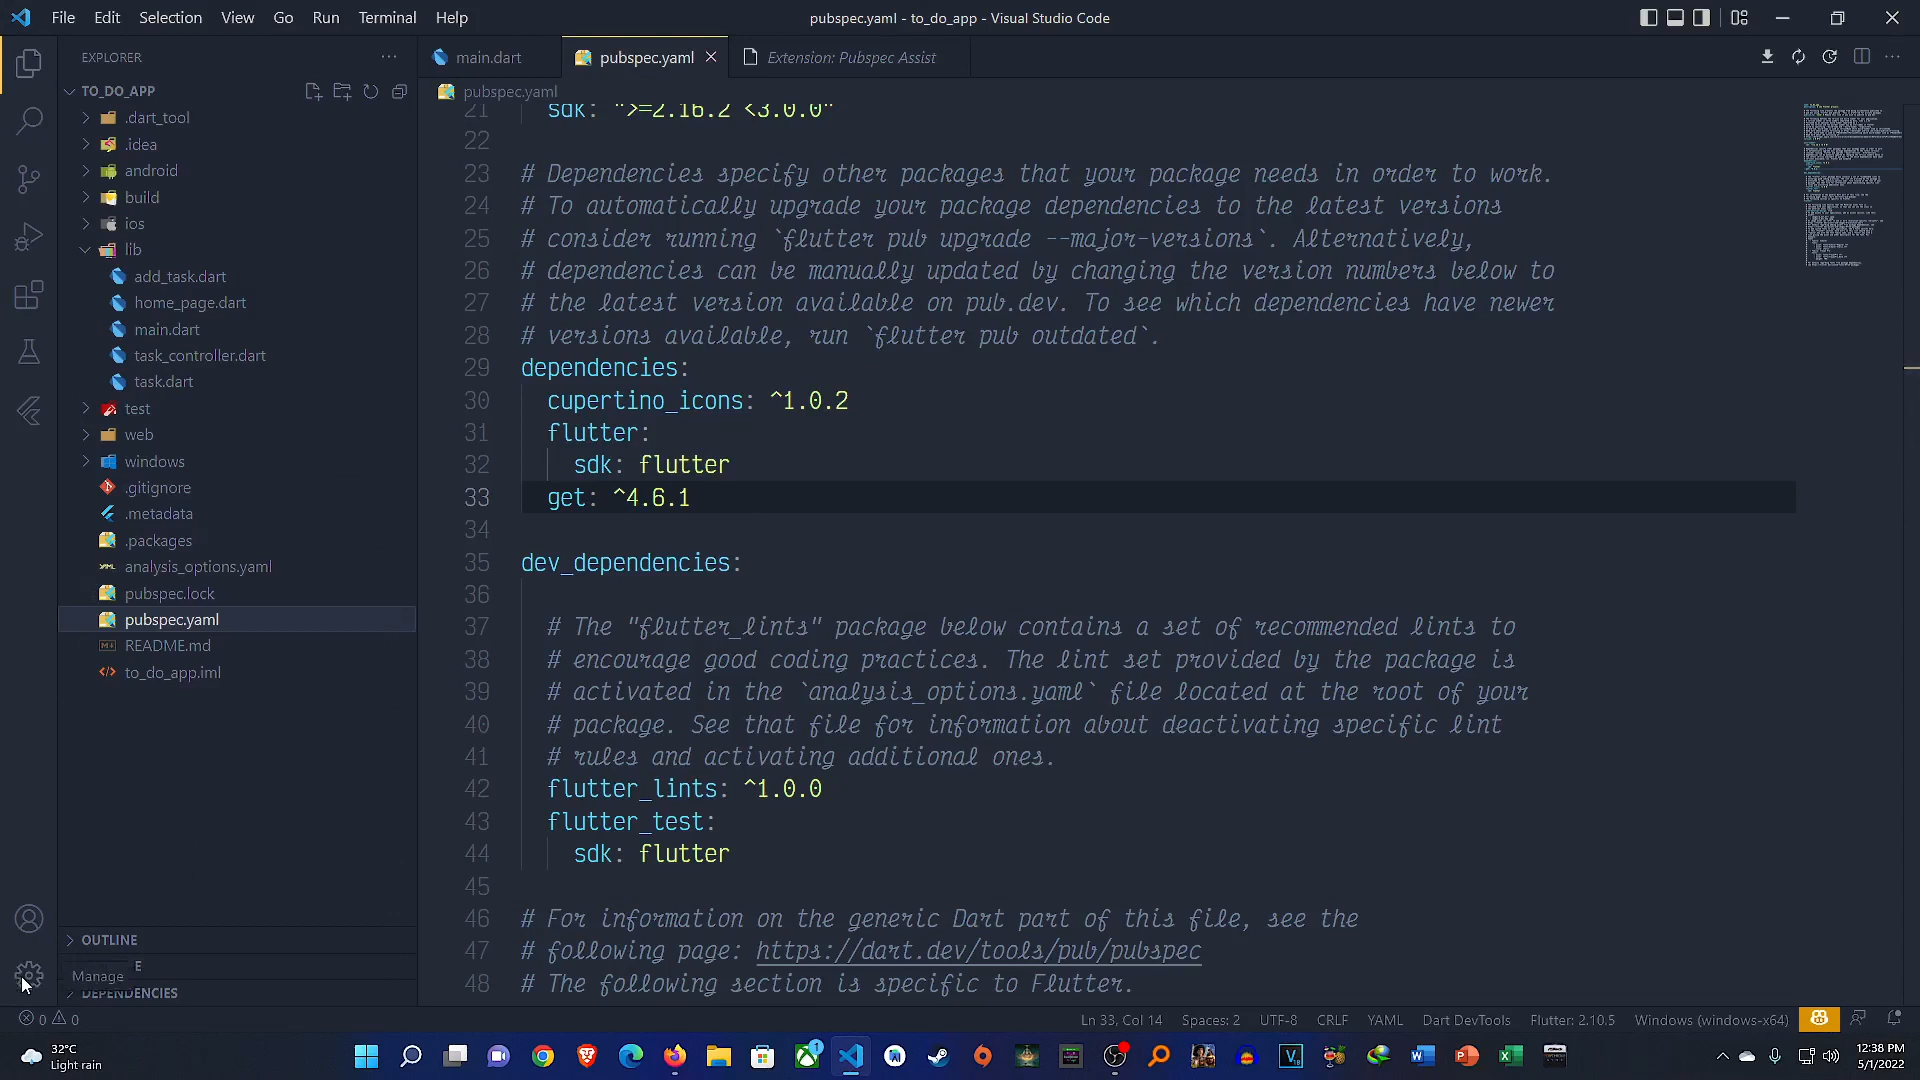 File Edit Selection View Go Run Terminal Help
pubspec.yaml - to_do_app - Visual Studio Code
EXPLORER
main.dart
pubspec.yaml
Extension: Pubspec Assist
TO_DO_APP
pubspec.yaml
.dart_tool
.idea
android
build
ios
lib
add_task.dart
home_page.dart
main.dart
task_controller.dart
task.dart
test
web
windows
.gitignore
.metadata
.packages
analysis_options.yaml
pubspec.lock
pubspec.yaml
README.md
to_do_app.iml
OUTLINE
E
Manage
DEPENDENCIES
21 sdk: ">=2.16.2 <3.0.0"
22
23 # Dependencies specify other packages that your package needs in order to work.
24 # To automatically upgrade your package dependencies to the latest versions
25 # consider running `flutter pub upgrade --major-versions`. Alternatively,
26 # dependencies can be manually updated by changing the version numbers below to
27 # the latest version available on pub.dev. To see which dependencies have newer
28 # versions available, run `flutter pub outdated`.
29 dependencies:
30 cupertino_icons: ^1.0.2
31 flutter:
32 sdk: flutter
33 get: ^4.6.1
34
35 dev_dependencies:
36
37 # The "flutter_lints" package below contains a set of recommended lints to
38 # encourage good coding practices. The lint set provided by the package is
39 # activated in the `analysis_options.yaml` file located at the root of your
40 # package. See that file for information about deactivating specific lint
41 # rules and activating additional ones.
42 flutter_lints: ^1.0.0
43 flutter_test:
44 sdk: flutter
45
46 # For information on the generic Dart part of this file, see the
47 # following page: https://dart.dev/tools/pub/pubspec
48 # The following section is specific to Flutter.
0 0
Ln 33, Col 14 Spaces: 2 UTF-8 CRLF YAML Dart DevTools Flutter: 2.10.5 Windows (windows-x64)
32°C
Light rain
1
12:38 PM
5/1/2022